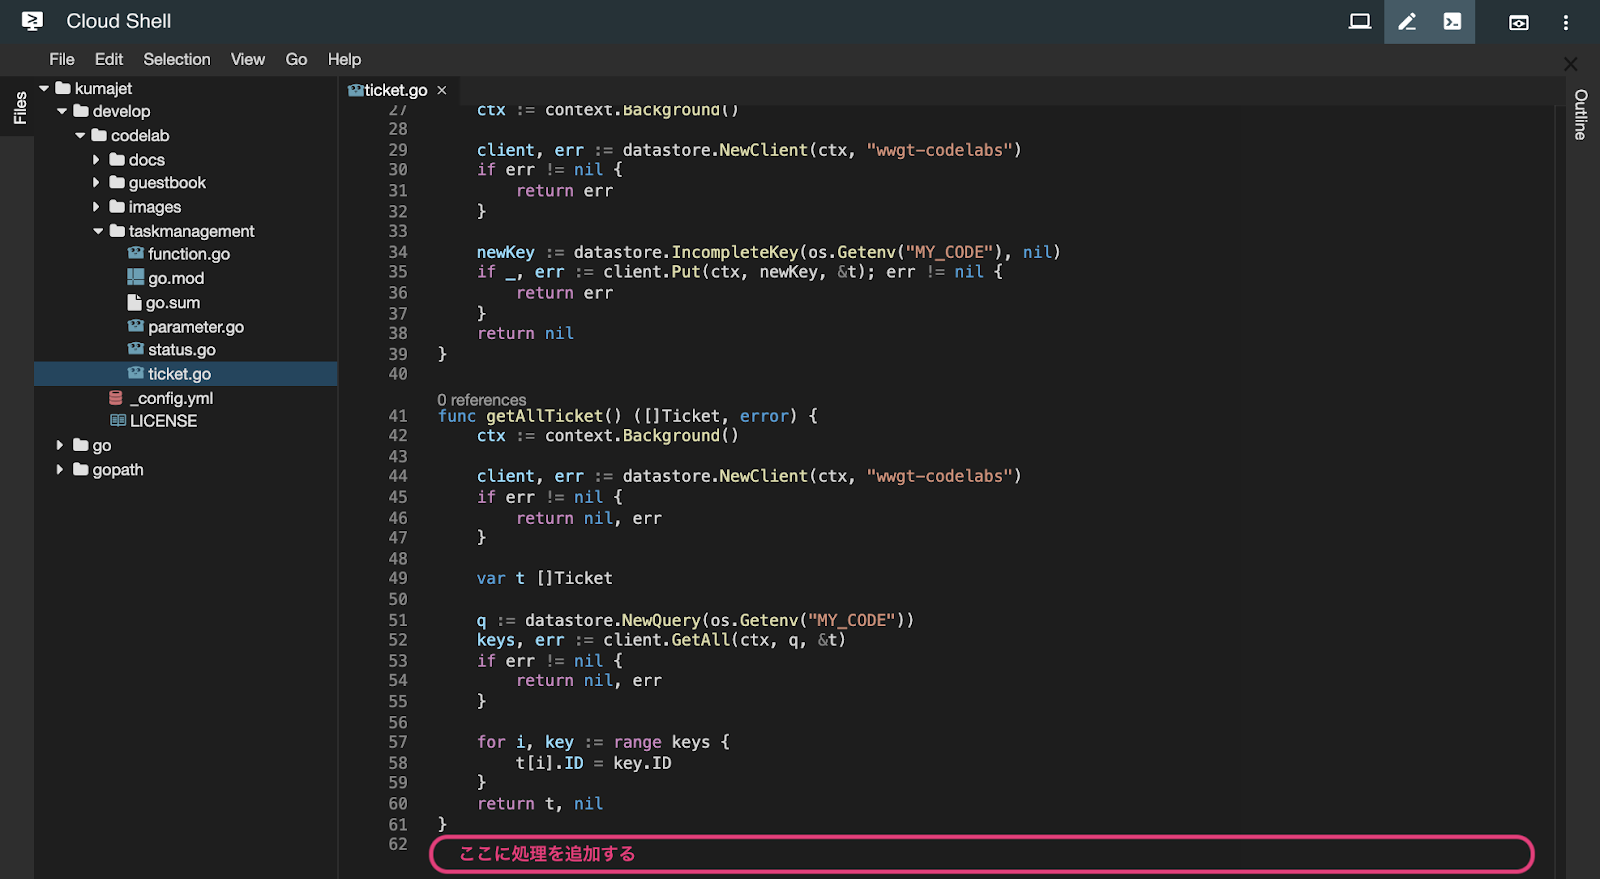 Cloud Shell
File Edit Selection View Go Help
Files
kumajet
develop
codelab
docs
guestbook
images
taskmanagement
function.go
go.mod
go.sum
parameter.go
status.go
ticket.go
_config.yml
LICENSE
go
gopath
ticket.go ×
27 ctx := context.Background()
28
29 client, err := datastore.NewClient(ctx, "wwgt-codelabs")
30 if err != nil {
31 return err
32 }
33
34 newKey := datastore.IncompleteKey(os.Getenv("MY_CODE"), nil)
35 if _, err := client.Put(ctx, newKey, &t); err != nil {
36 return err
37 }
38 return nil
39 }
40
0 references
41 func getAllTicket() ([]Ticket, error) {
42 ctx := context.Background()
43
44 client, err := datastore.NewClient(ctx, "wwgt-codelabs")
45 if err != nil {
46 return nil, err
47 }
48
49 var t []Ticket
50
51 q := datastore.NewQuery(os.Getenv("MY_CODE"))
52 keys, err := client.GetAll(ctx, q, &t)
53 if err != nil {
54 return nil, err
55 }
56
57 for i, key := range keys {
58 t[i].ID = key.ID
59 }
60 return t, nil
61 }
62
ここに処理を追加する
Outline